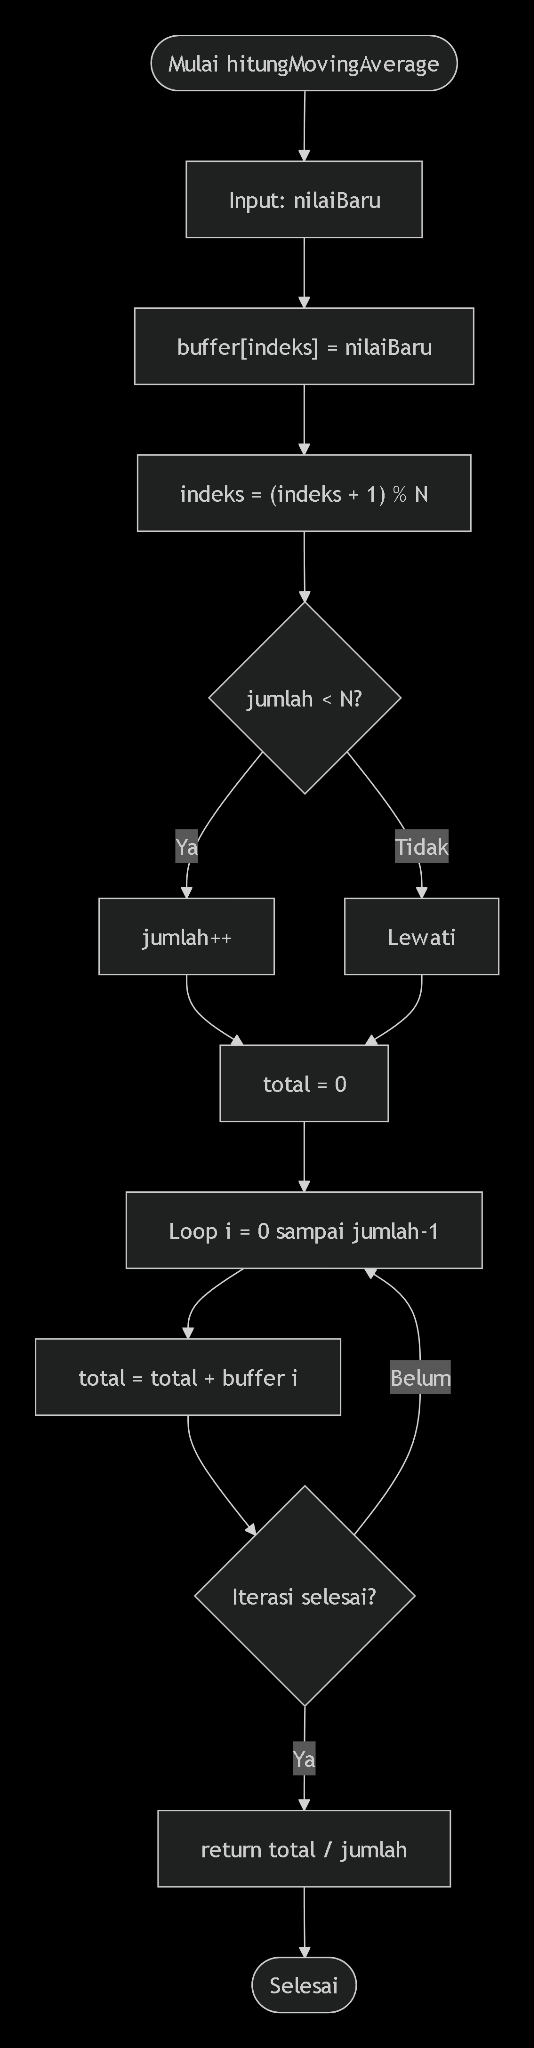 Mulai hitungMovingAverage
Input: nilaiBaru
buffer[indeks] = nilaiBaru
indeks = (indeks + 1) % N
jumlah < N?
Ya
Tidak
jumlah++
Lewati
total = 0
Loop i = 0 sampai jumlah-1
total = total + buffer i
Belum
Iterasi selesai?
Ya
return total / jumlah
Selesai